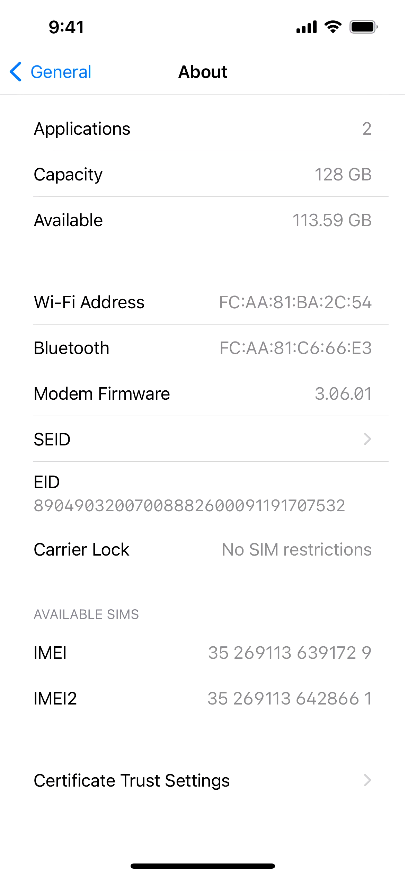 9:41
General
About
Applications 2
Capacity 128 GB
Available 113.59 GB
Wi-Fi Address FC:AA:81:BA:2C:54
Bluetooth FC:AA:81:C6:66:E3
Modem Firmware 3.06.01
SEID
EID
89049032007008882600091191707532
Carrier Lock No SIM restrictions
AVAILABLE SIMS
IMEI 35 269113 639172 9
IMEI2 35 269113 642866 1
Certificate Trust Settings